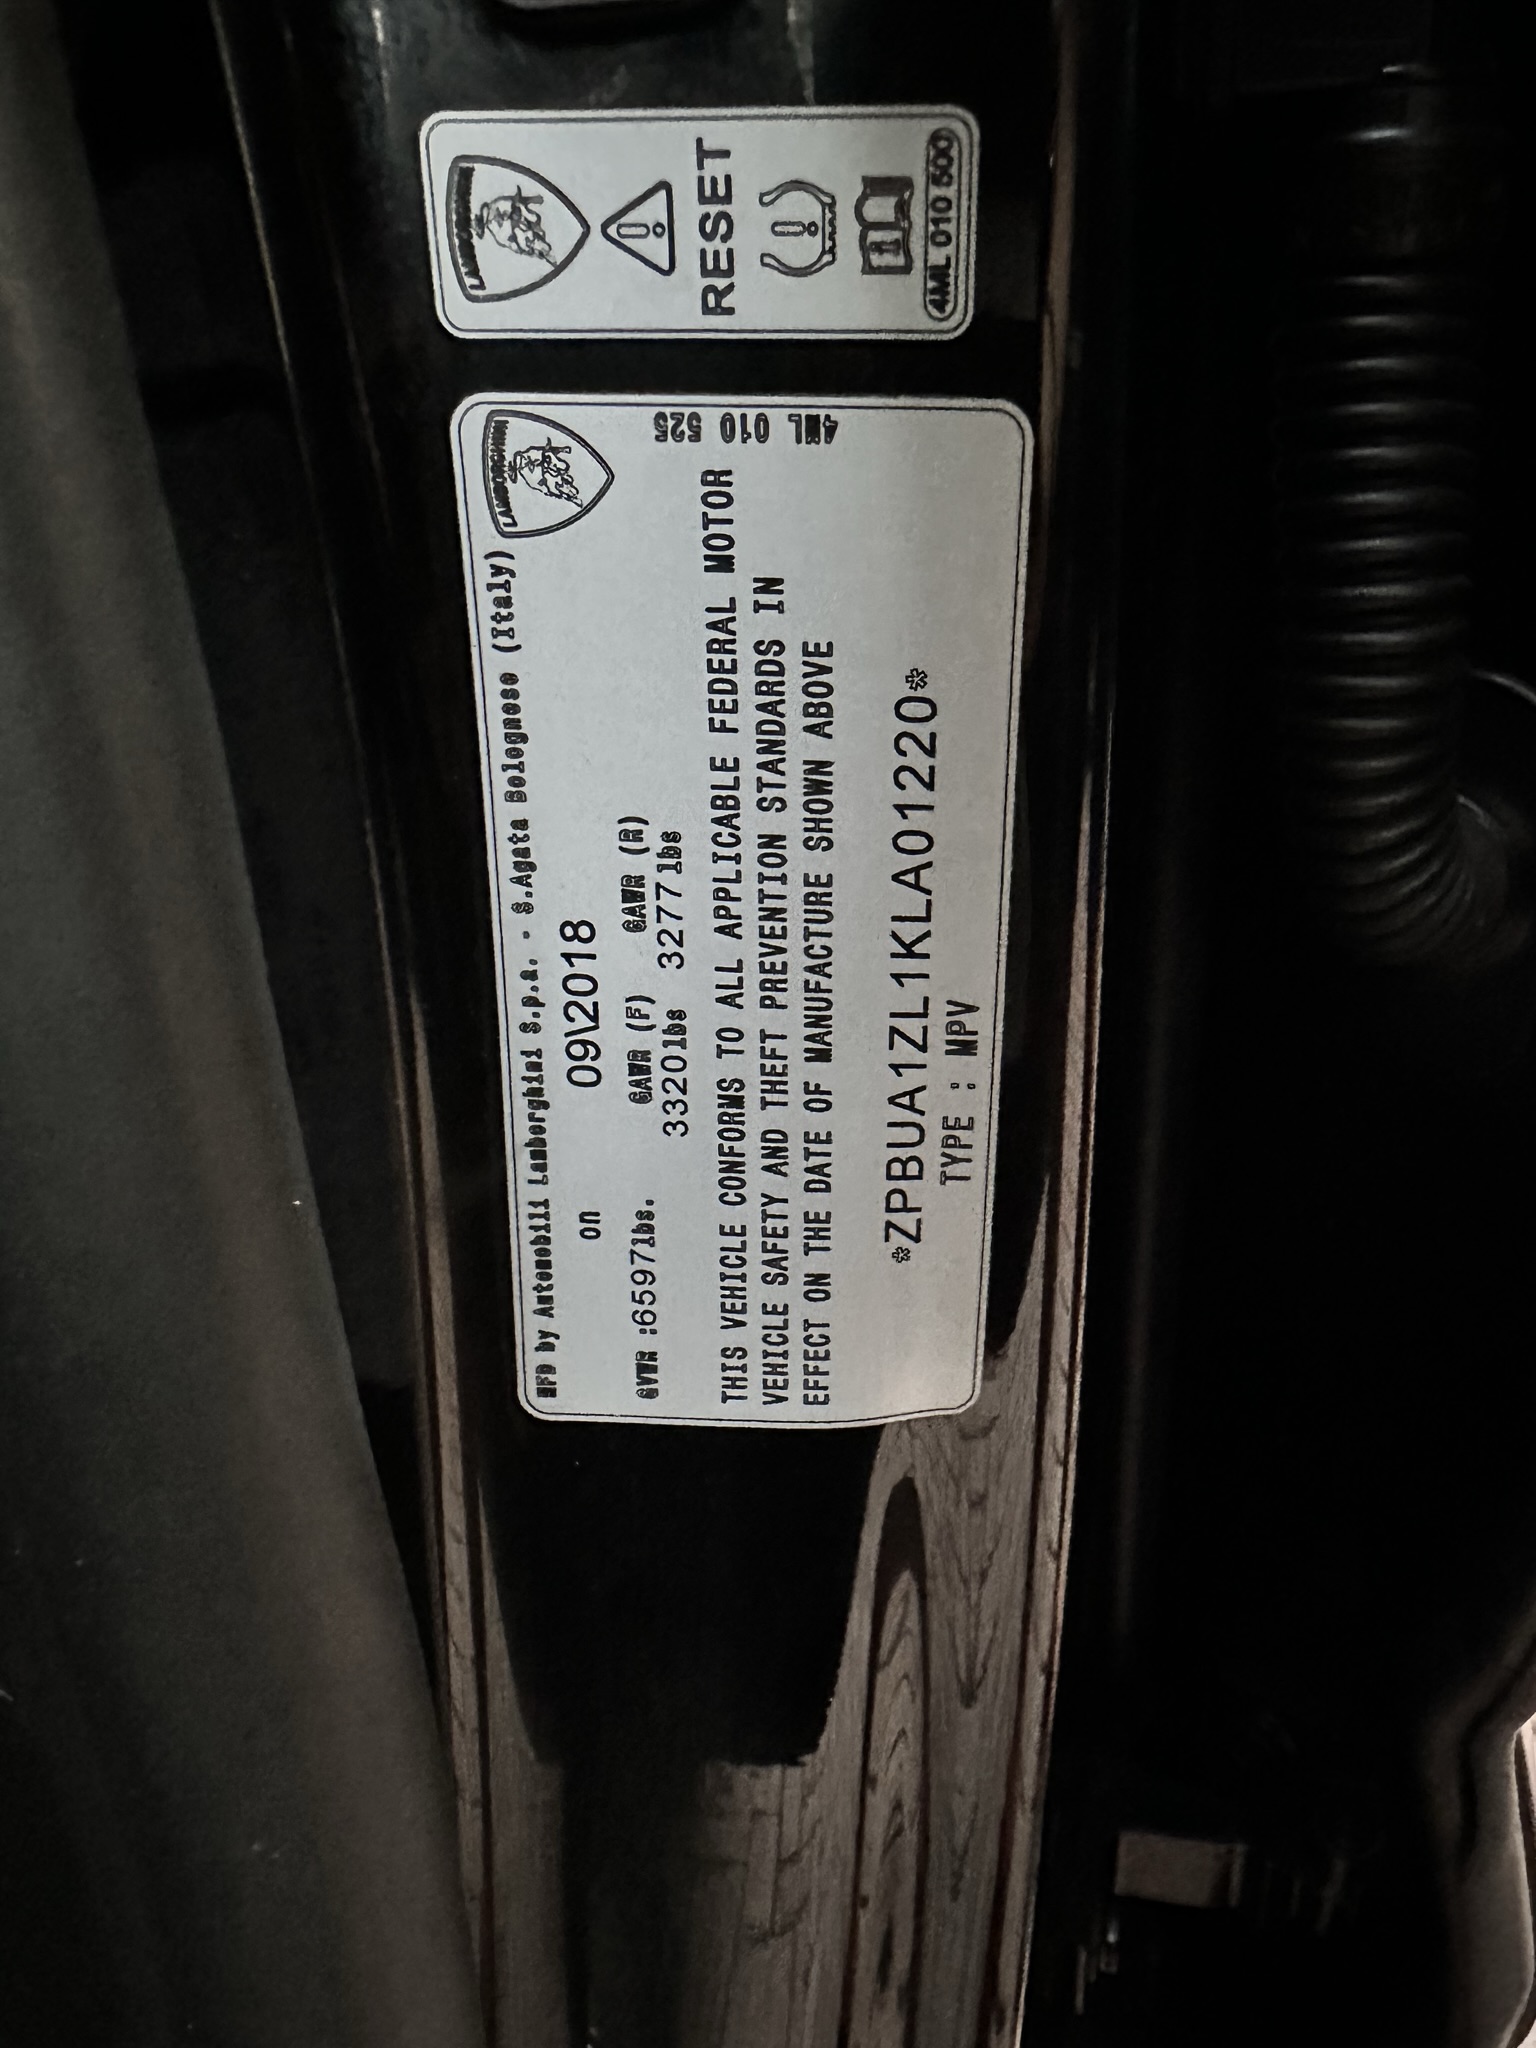 LAMBORGHINI
RESET
4ML 010 500
MFD by Automobili Lamborghini S.p.A. - S.Agata Bolognese (Italy)
LAMBORGHINI
on 09\2018
GVWR :6597lbs. GAWR (F) GAWR (R)
3320lbs 3277lbs
THIS VEHICLE CONFORMS TO ALL APPLICABLE FEDERAL MOTOR
VEHICLE SAFETY AND THEFT PREVENTION STANDARDS IN
EFFECT ON THE DATE OF MANUFACTURE SHOWN ABOVE
*ZPBUA1ZL1KLA01220*
TYPE : MPV
4ML 010 525